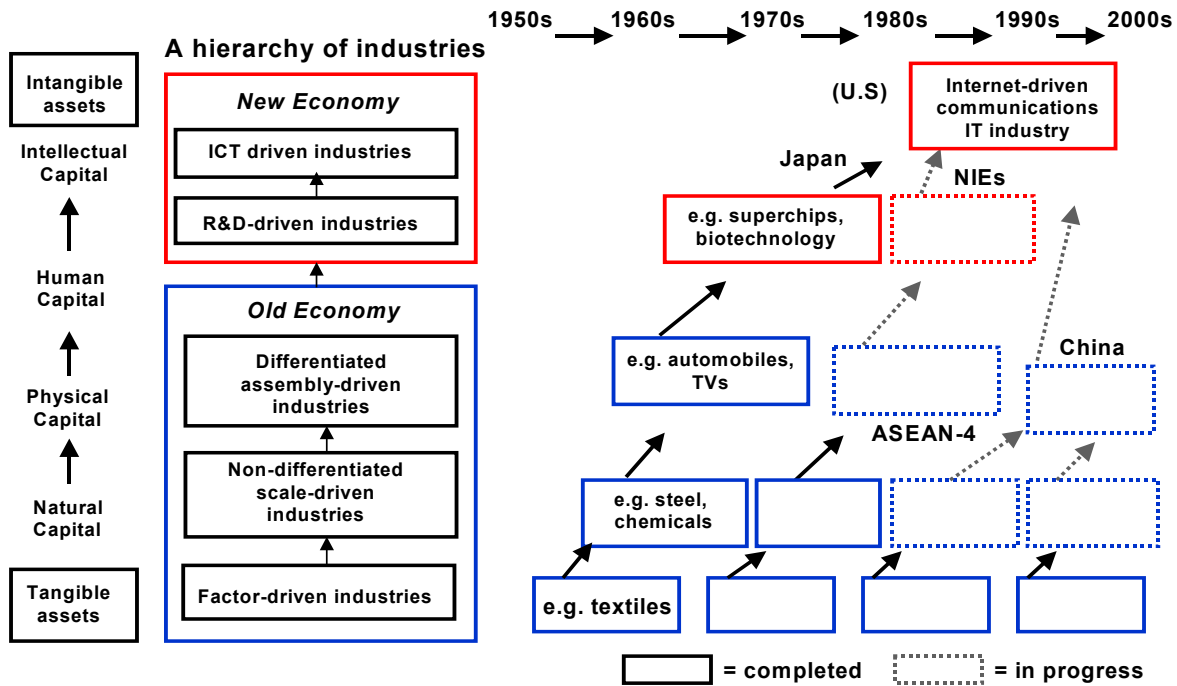 1950s 1960s 1970s 1980s 1990s 2000s
A hierarchy of industries
Intangible
assets
Intellectual
Capital
Human
Capital
Physical
Capital
Natural
Capital
Tangible
assets
New Economy
ICT driven industries
R&D-driven industries
Old Economy
Differentiated
assembly-driven
industries
Non-differentiated
scale-driven
industries
Factor-driven industries
(U.S)
Internet-driven
communications
IT industry
Japan
NIEs
e.g. superchips,
biotechnology
e.g. automobiles,
TVs
China
ASEAN-4
e.g. steel,
chemicals
e.g. textiles
= completed
= in progress